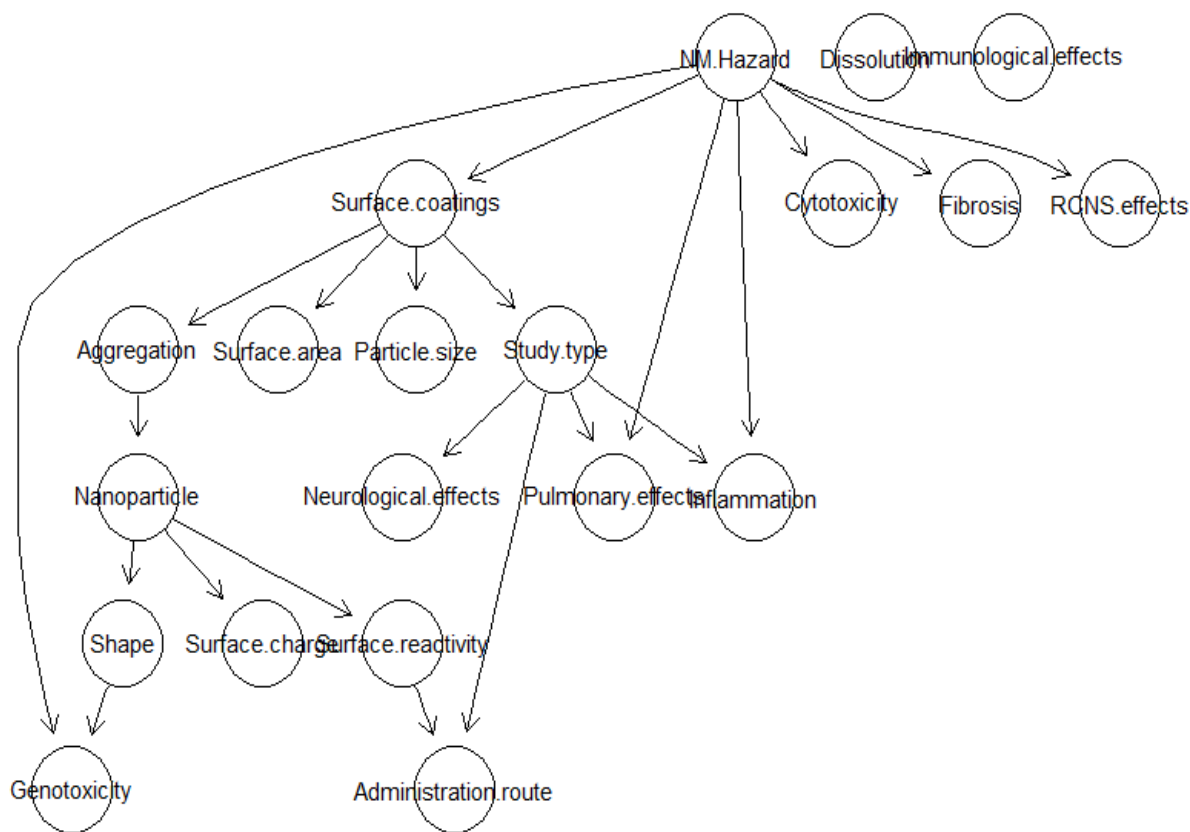 NM.Hazard
Dissolution
Immunological.effects
Surface.coatings
Cytotoxicity
Fibrosis
RCNS.effects
Aggregation
Surface.area
Particle.size
Study.type
Nanoparticle
Neurological.effects
Pulmonary.effects
Inflammation
Shape
Surface.charge
Surface.reactivity
Genotoxicity
Administration.route